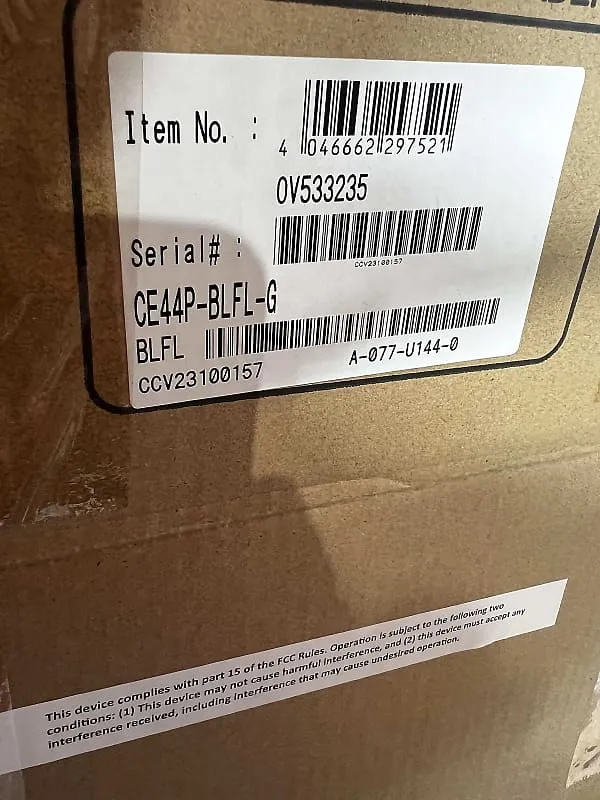 Item No. :
4 046662 297521
0V533235
Serial# :
CCV23100157
CE44P-BLFL-G
BLFL
A-077-U144-0
CCV23100157
This device complies with part 15 of the FCC Rules. Operation is subject to the following two
conditions: (1) This device may not cause harmful interference, and (2) this device must accept any
interference received, including interference that may cause undesired operation.